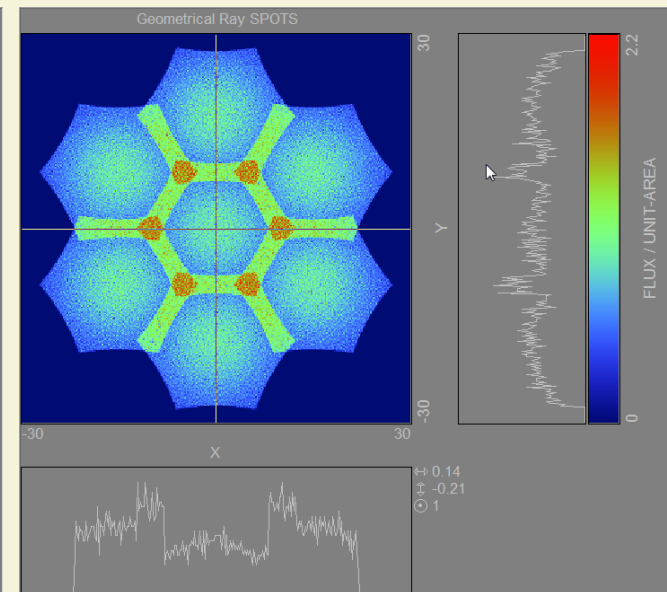 Geometrical Ray SPOTS
30
2.2
Y
FLUX / UNIT-AREA
-30
0
-30
30
X
0.14
-0.21
1